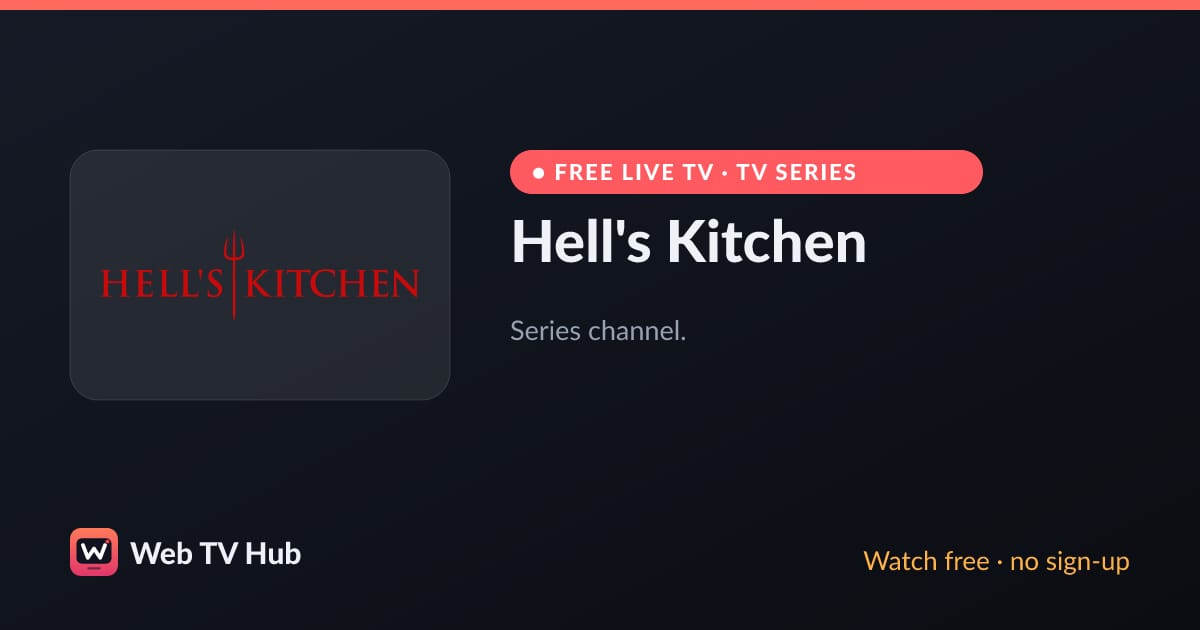 FREE LIVE TV · TV SERIES
HELL'S KITCHEN
Hell's Kitchen
Series channel.
W
Web TV Hub
Watch free · no sign-up